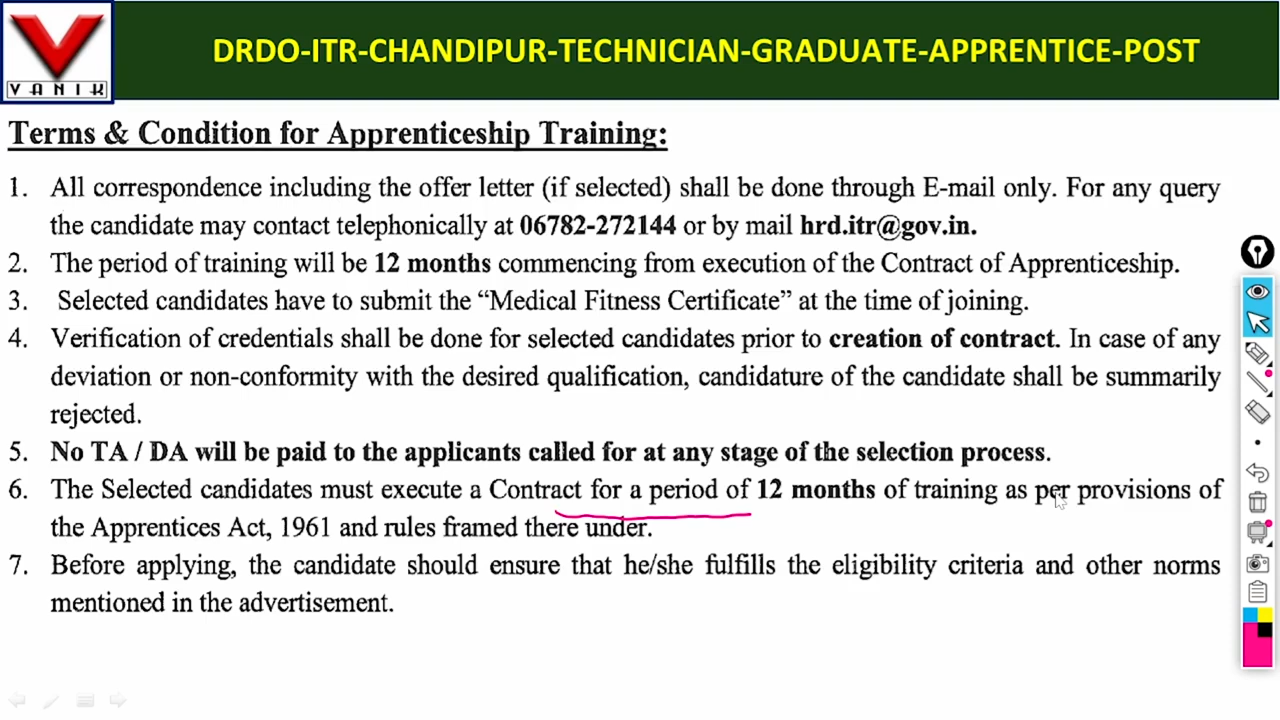 VANIK
DRDO-ITR-CHANDIPUR-TECHNICIAN-GRADUATE-APPRENTICE-POST
Terms & Condition for Apprenticeship Training:
1. All correspondence including the offer letter (if selected) shall be done through E-mail only. For any query
the candidate may contact telephonically at 06782-272144 or by mail hrd.itr@gov.in.
2. The period of training will be 12 months commencing from execution of the Contract of Apprenticeship.
3. Selected candidates have to submit the “Medical Fitness Certificate” at the time of joining.
4. Verification of credentials shall be done for selected candidates prior to creation of contract. In case of any
deviation or non-conformity with the desired qualification, candidature of the candidate shall be summarily
rejected.
5. No TA / DA will be paid to the applicants called for at any stage of the selection process.
6. The Selected candidates must execute a Contract for a period of 12 months of training as per provisions of
the Apprentices Act, 1961 and rules framed there under.
7. Before applying, the candidate should ensure that he/she fulfills the eligibility criteria and other norms
mentioned in the advertisement.